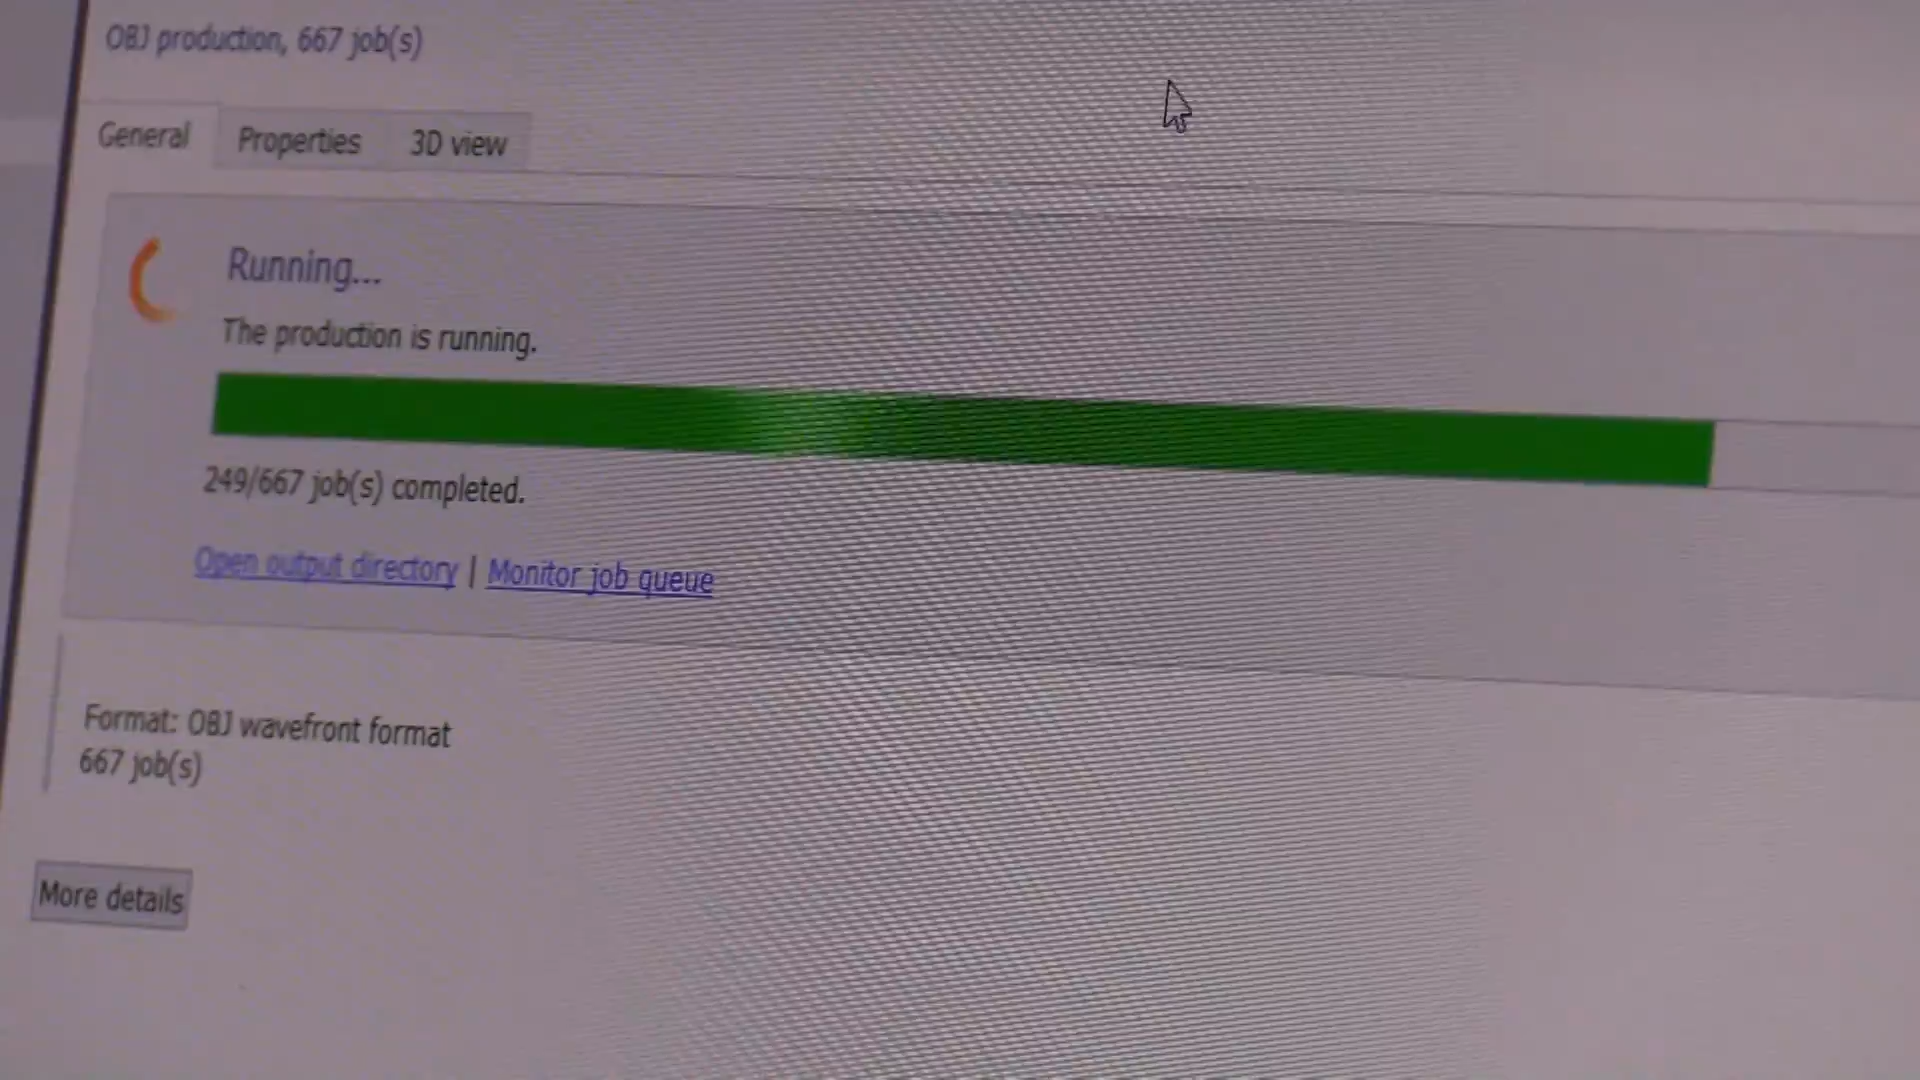 OBJ production, 667 job(s)
General Properties 3D view
Running...
The production is running.
249/667 job(s) completed.
Open output directory | Monitor job queue
Format: OBJ wavefront format
667 job(s)
More details